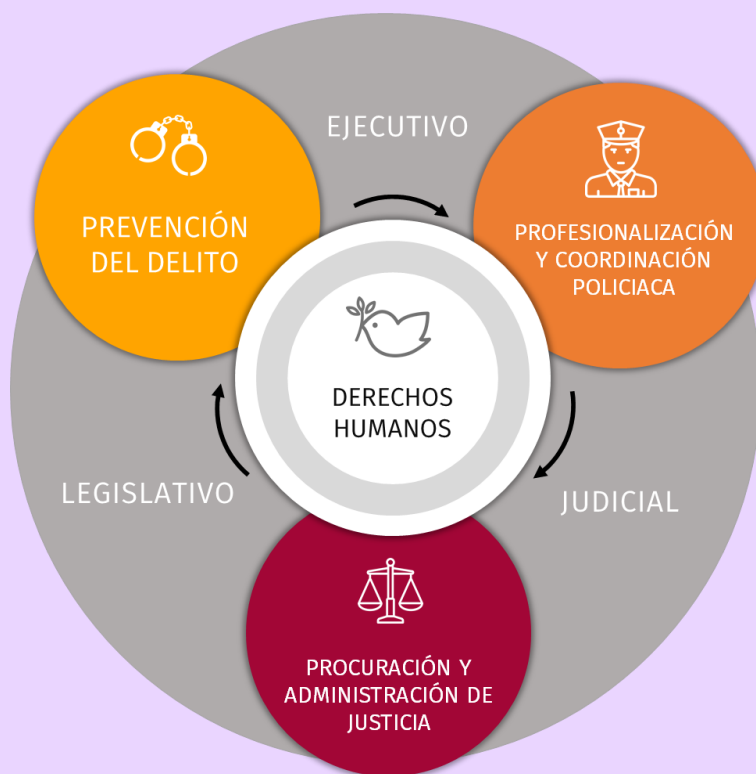 EJECUTIVO
PREVENCIÓN
DEL DELITO
PROFESIONALIZACIÓN
Y COORDINACIÓN
POLICIACA
DERECHOS
HUMANOS
LEGISLATIVO
JUDICIAL
PROCURACIÓN Y
ADMINISTRACIÓN DE
JUSTICIA